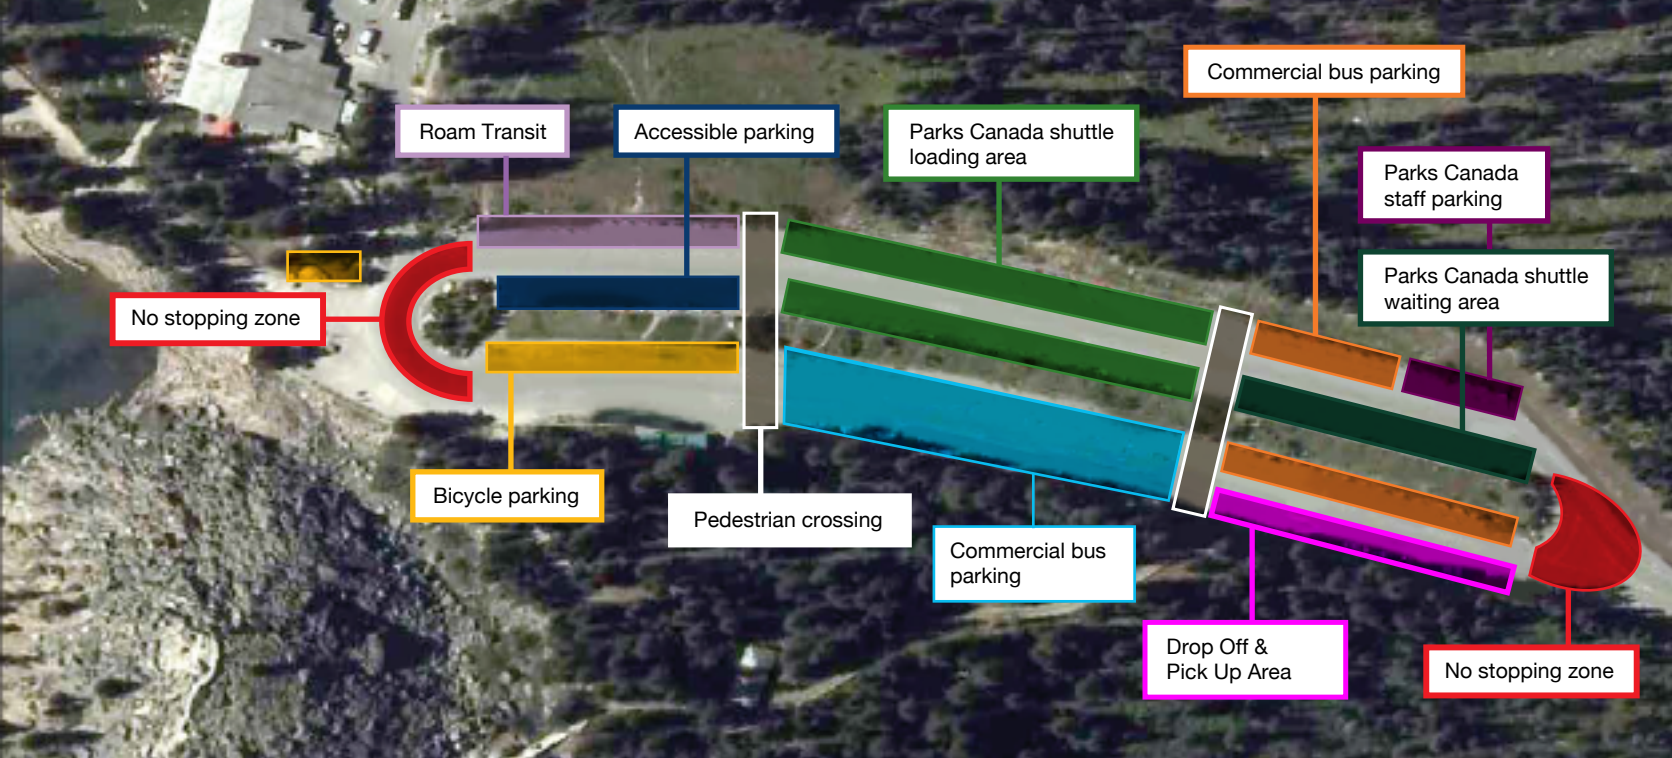 Commercial bus parking
Roam Transit
Accessible parking
Parks Canada shuttle
loading area
Parks Canada
staff parking
Parks Canada shuttle
waiting area
No stopping zone
Bicycle parking
Pedestrian crossing
Commercial bus
parking
Drop Off &
Pick Up Area
No stopping zone